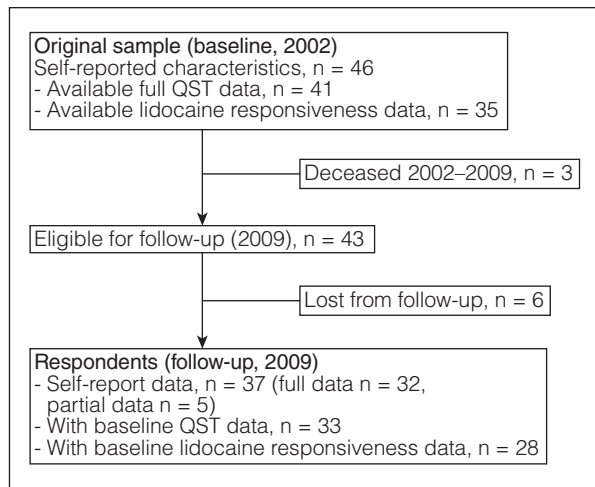 Original sample (baseline, 2002)
Self-reported characteristics, n = 46
- Available full QST data, n = 41
- Available lidocaine responsiveness data, n = 35
Deceased 2002–2009, n = 3
Eligible for follow-up (2009), n = 43
Lost from follow-up, n = 6
Respondents (follow-up, 2009)
- Self-report data, n = 37 (full data n = 32,
partial data n = 5)
- With baseline QST data, n = 33
- With baseline lidocaine responsiveness data, n = 28